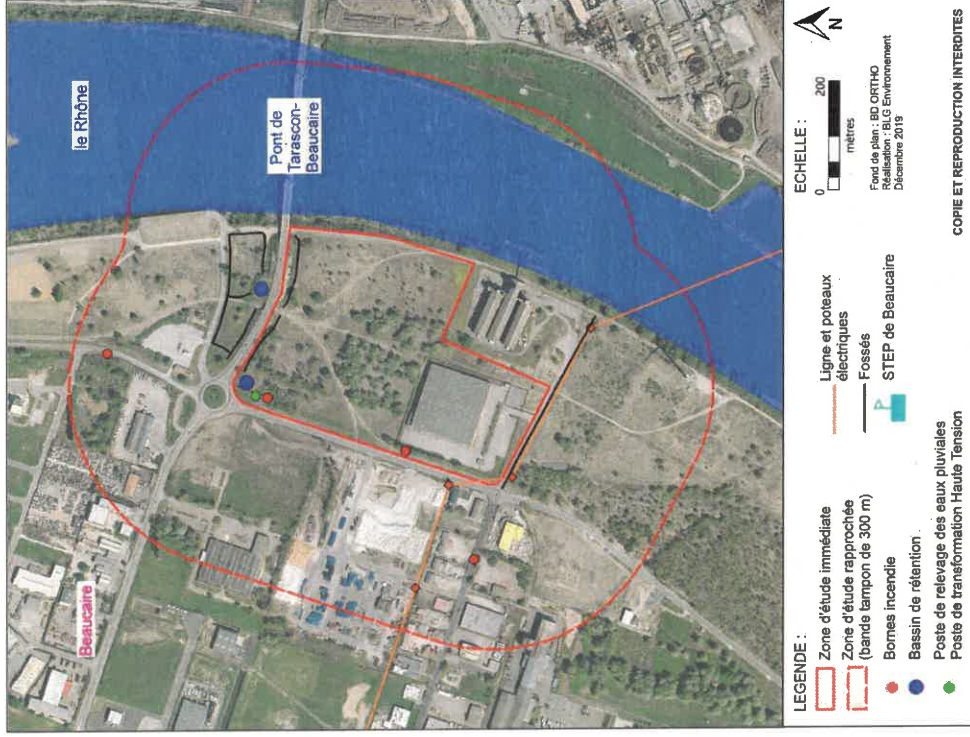 le Rhône
Pont de
Tarascon-
Beaucaire
Beaucaire
LEGENDE :
Zone d'étude immédiate
Zone d'étude rapprochée
(bande tampon de 300 m)
Bornes incendie
Bassin de rétention
Poste de relevage des eaux pluviales
Poste de transformation Haute Tension
Ligne et poteaux
électriques
Fossés
STEP de Beaucaire
ECHELLE :
0 200
mètres
N
Fond de plan : BD ORTHO
Réalisation : BLG Environnement
Décembre 2019
COPIE ET REPRODUCTION INTERDITES